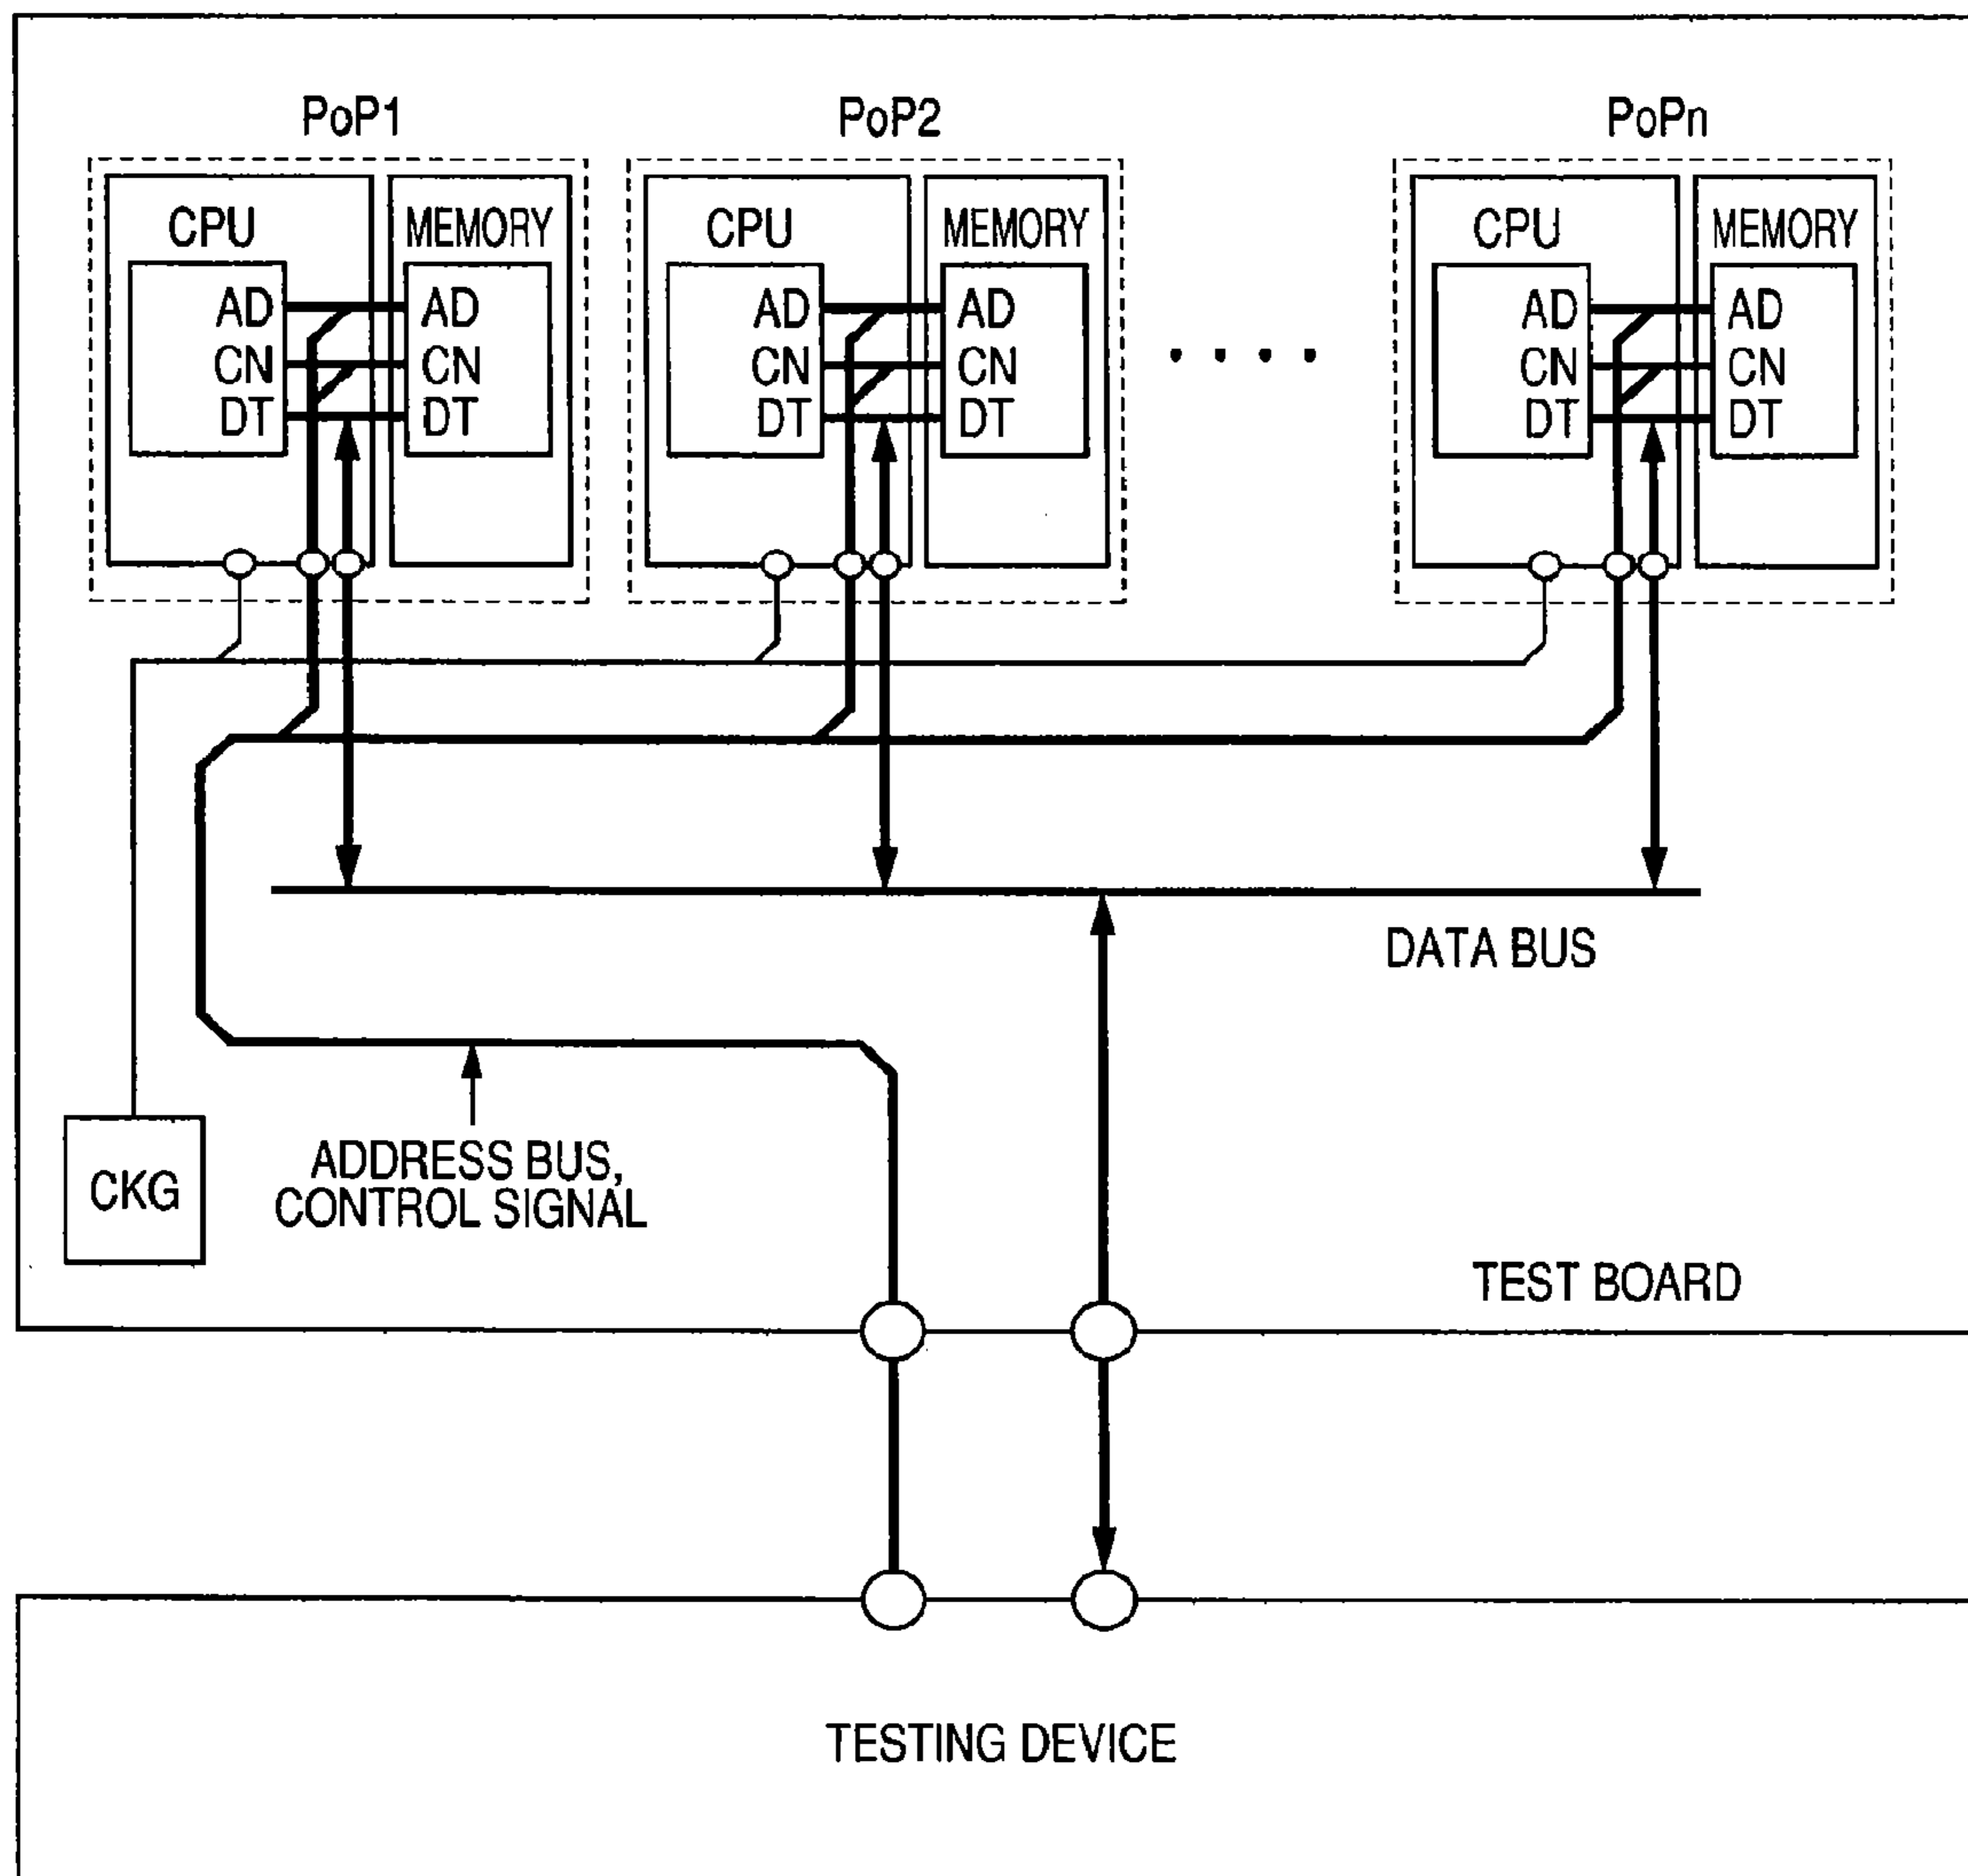 PoP1
PoP2
PoPn
CPU
MEMORY
CPU
MEMORY
CPU
MEMORY
AD
AD
AD
AD
AD
AD
CN
CN
CN
CN
CN
CN
DT
DT
DT
DT
DT
DT
DATA BUS
ADDRESS BUS,
CONTROL SIGNAL
CKG
TEST BOARD
TESTING DEVICE